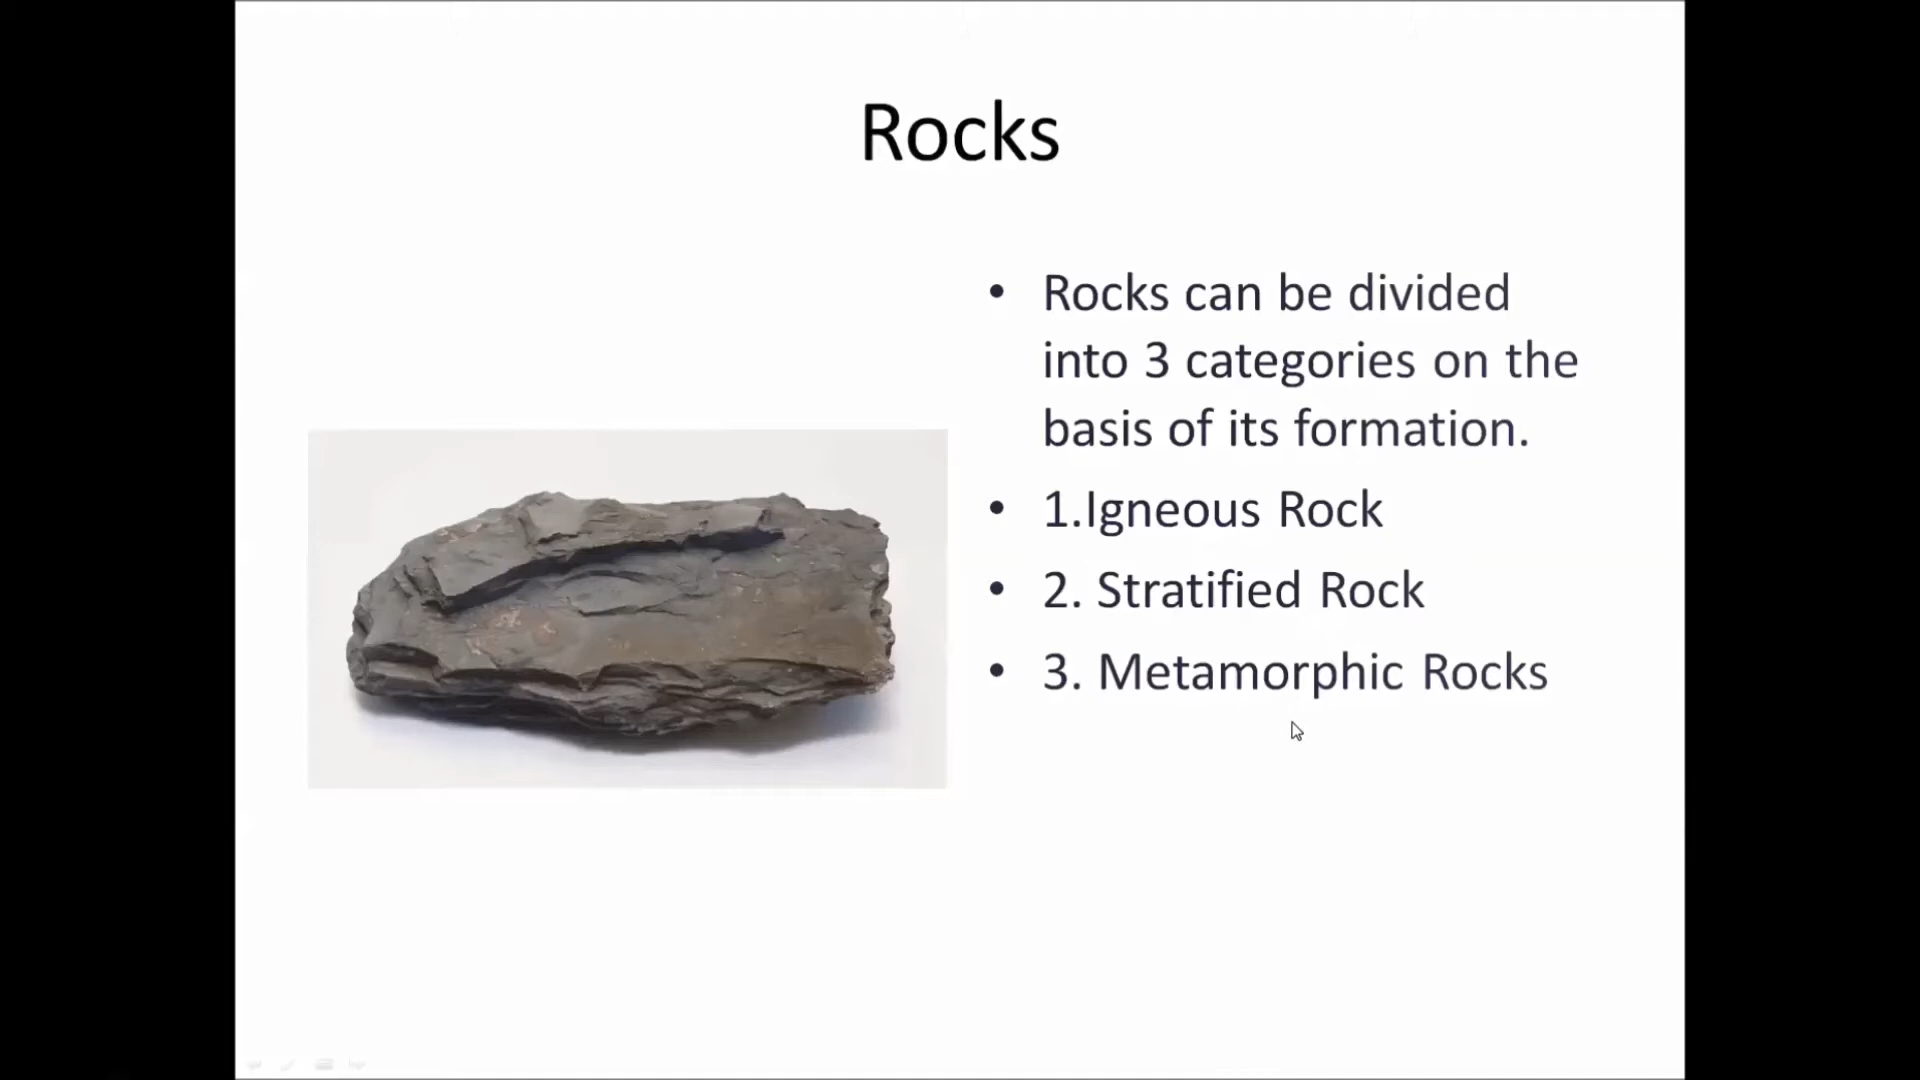 Rocks
• Rocks can be divided
into 3 categories on the
basis of its formation.
• 1.Igneous Rock
• 2. Stratified Rock
• 3. Metamorphic Rocks